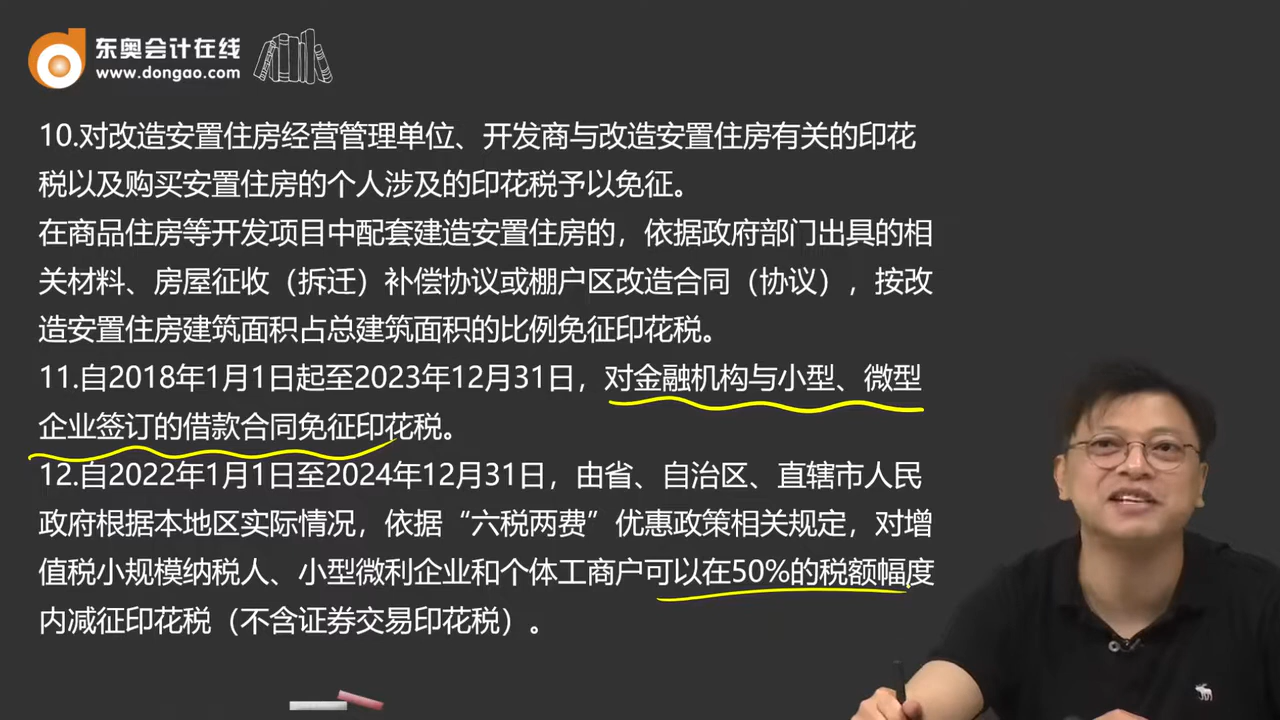 东奥会计在线
www.dongao.com
10.对改造安置住房经营管理单位、开发商与改造安置住房有关的印花
税以及购买安置住房的个人涉及的印花税予以免征。
在商品住房等开发项目中配套建造安置住房的，依据政府部门出具的相
关材料、房屋征收（拆迁）补偿协议或棚户区改造合同（协议），按改
造安置住房建筑面积占总建筑面积的比例免征印花税。
11.自2018年1月1日起至2023年12月31日，对金融机构与小型、微型
企业签订的借款合同免征印花税。
12.自2022年1月1日至2024年12月31日，由省、自治区、直辖市人民
政府根据本地区实际情况，依据“六税两费”优惠政策相关规定，对增
值税小规模纳税人、小型微利企业和个体工商户可以在50%的税额幅度
内减征印花税（不含证券交易印花税）。